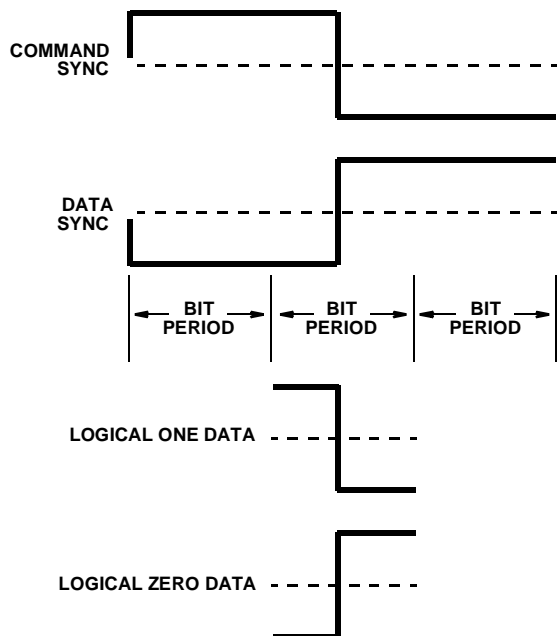 COMMAND
SYNC
DATA
SYNC
BIT
PERIOD
BIT
PERIOD
BIT
PERIOD
LOGICAL ONE DATA
LOGICAL ZERO DATA